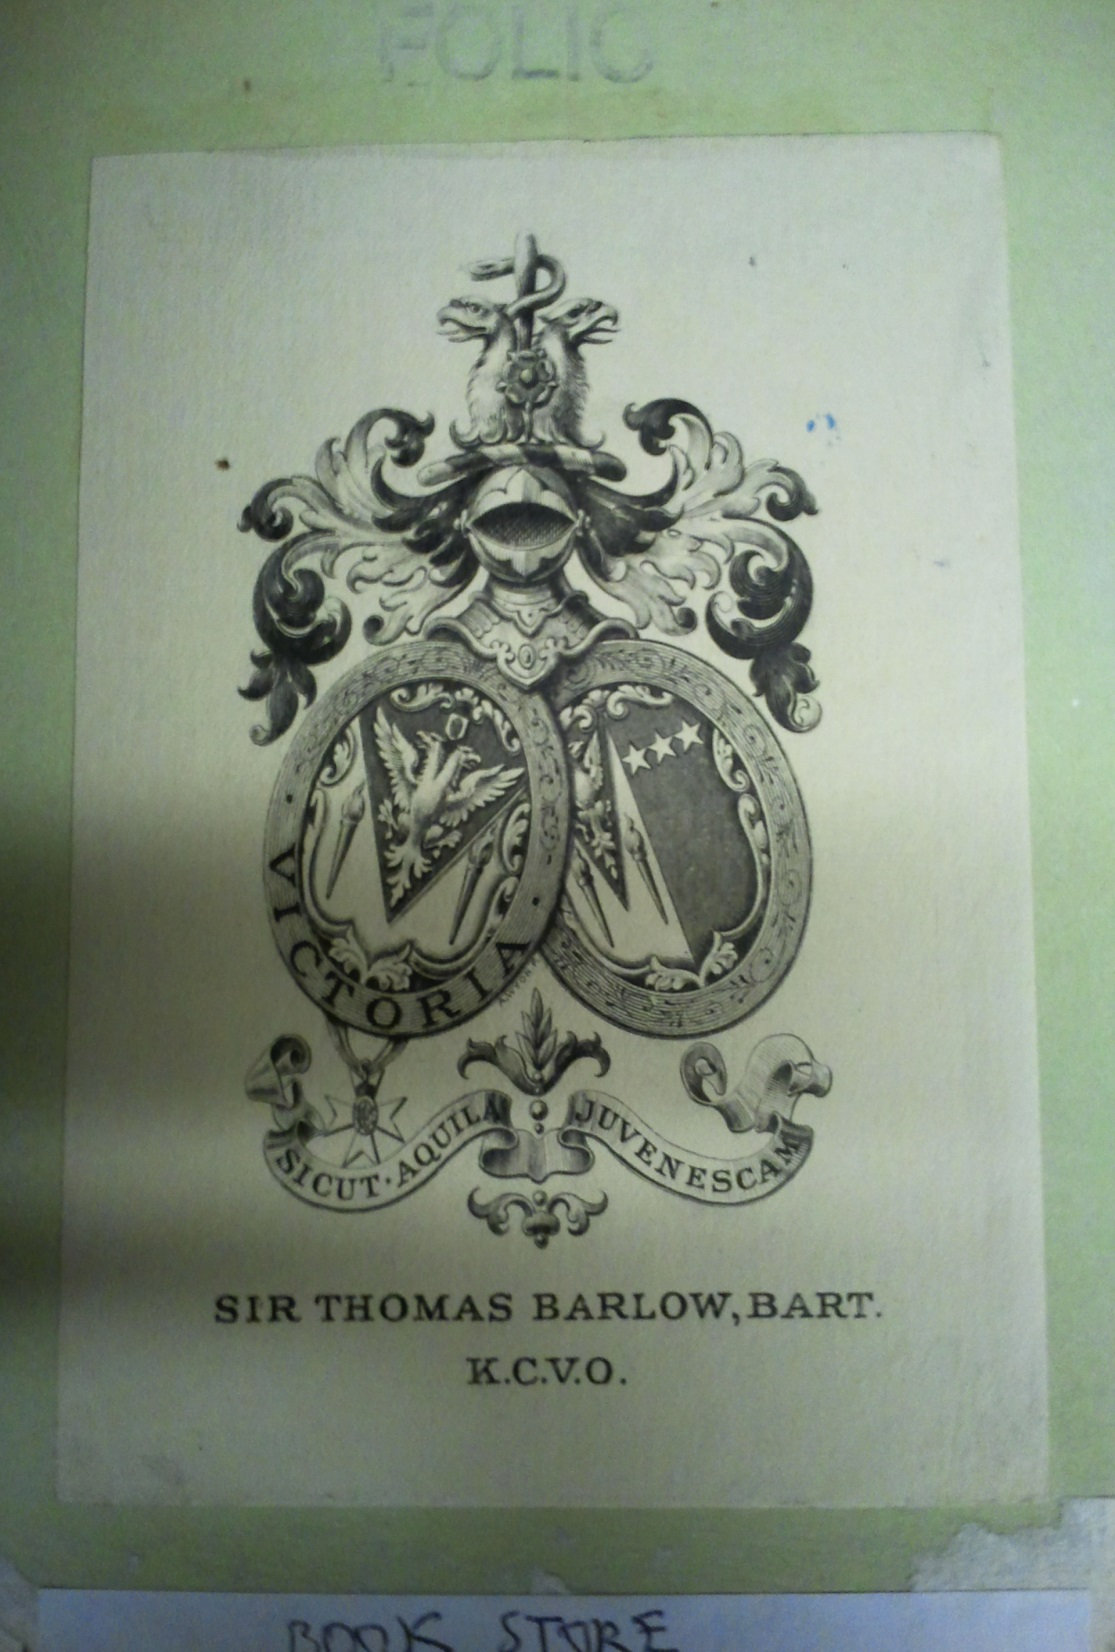 FOLIO
VICTORIA
SICUT·AQUILA JUVENESCAM
SIR THOMAS BARLOW, BART.
K.C.V.O.
BOOK STORE